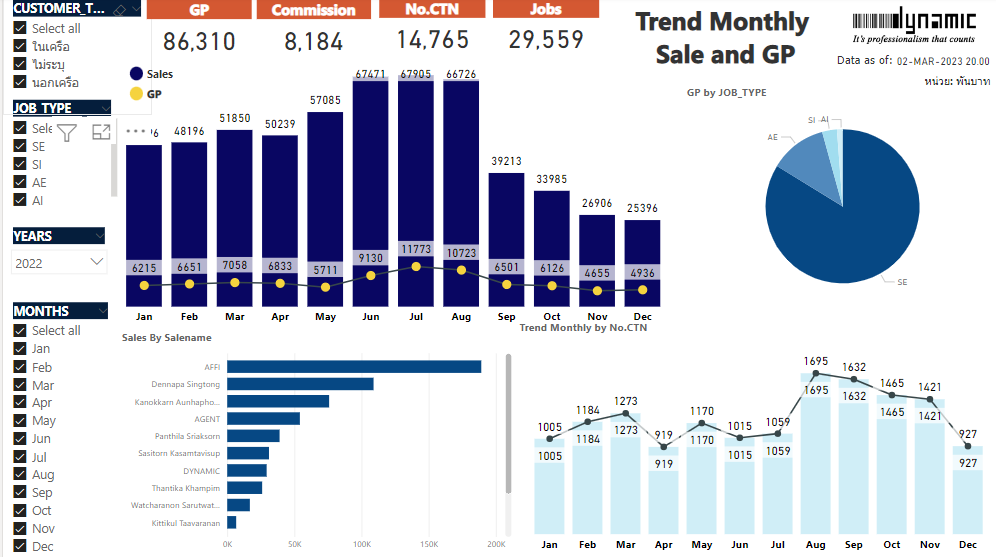 CUSTOMER_T...
Select all
ในเครือ
ไม่ระบุ
นอกเครือ
JOB_TYPE
SE
SI
AE
AI
YEARS
2022
MONTHS
Select all
Jan
Feb
Mar
Apr
May
Jun
Jul
Aug
Sep
Oct
Nov
Dec
GP
86,310
Commission
8,184
No.CTN
14,765
Jobs
29,559
Trend Monthly
Sale and GP
dynamic
It's professionalism that counts
Data as of: 02-MAR-2023 20.00
หน่วย: พันบาท
Sales
GP
48196 51850 50239 57085 67471 67905 66726 39213 33985 26906 25396
6215 6651 7058 6833 5711 9130 11773 10723 6501 6126 4655 4936
Jan Feb Mar Apr May Jun Jul Aug Sep Oct Nov Dec
GP by JOB_TYPE
SI AI
AE
SE
Sales By Salename
AFFI
Dennapa Singtong
Kanokkarn Aunhapho...
AGENT
Panthila Sriaksorn
Sasitorn Kasamtavisup
DYNAMIC
Thantika Khampim
Watcharanon Sarutwat...
Kittikul Taavaranan
0K 50K 100K 150K 200K
Trend Monthly by No.CTN
1005 1184 1273 919 1170 1015 1059 1695 1632 1465 1421 927
1005 1184 1273 919 1170 1015 1059 1695 1632 1465 1421 927
Jan Feb Mar Apr May Jun Jul Aug Sep Oct Nov Dec